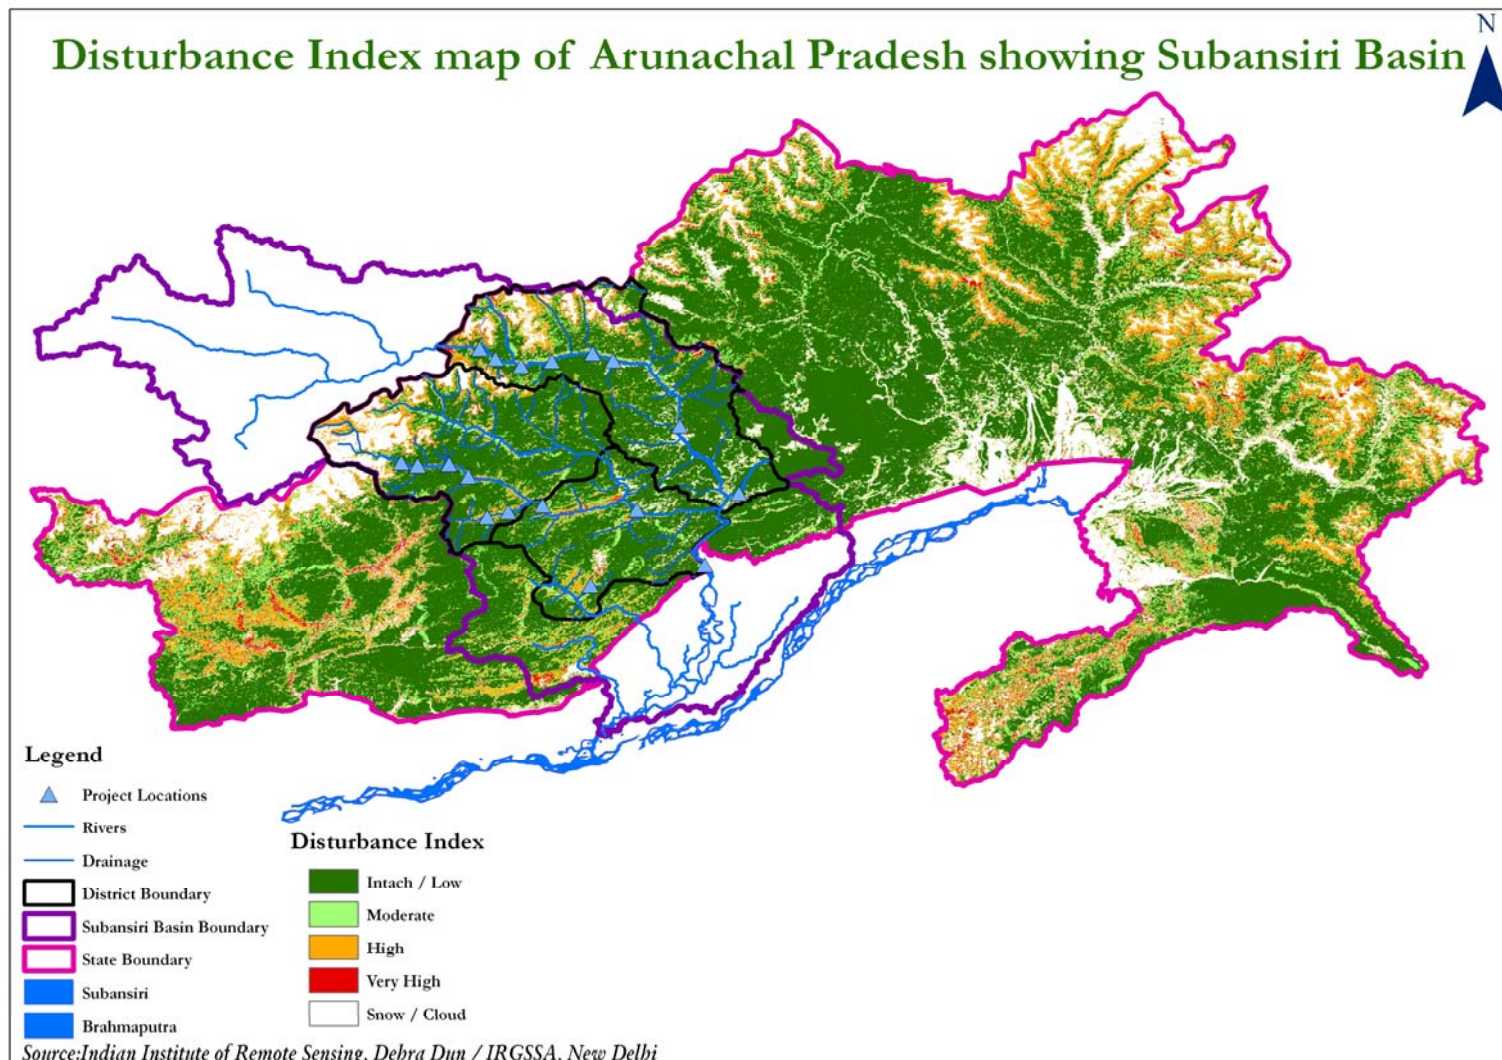 N
Disturbance Index map of Arunachal Pradesh showing Subansiri Basin
Legend
Project Locations
Rivers
Drainage
District Boundary
Subansiri Basin Boundary
State Boundary
Subansiri
Brahmaputra
Disturbance Index
Intach / Low
Moderate
High
Very High
Snow / Cloud
Source:Indian Institute of Remote Sensing, Dehra Dun / IRGSSA, New Delhi